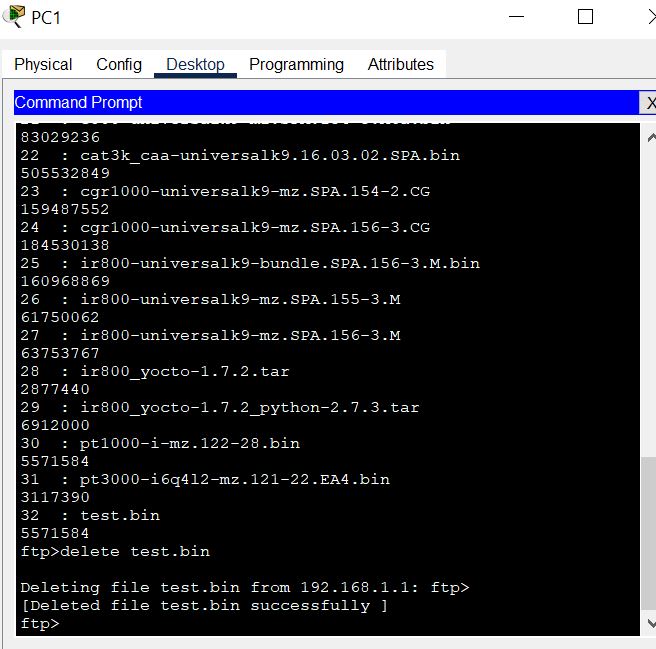 PC1
Physical Config Desktop Programming Attributes
Command Prompt X
83029236
22  : cat3k_caa-universalk9.16.03.02.SPA.bin
505532849
23  : cgr1000-universalk9-mz.SPA.154-2.CG
159487552
24  : cgr1000-universalk9-mz.SPA.156-3.CG
184530138
25  : ir800-universalk9-bundle.SPA.156-3.M.bin
160968869
26  : ir800-universalk9-mz.SPA.155-3.M
61750062
27  : ir800-universalk9-mz.SPA.156-3.M
63753767
28  : ir800_yocto-1.7.2.tar
2877440
29  : ir800_yocto-1.7.2_python-2.7.3.tar
6912000
30  : pt1000-i-mz.122-28.bin
5571584
31  : pt3000-i6q4l2-mz.121-22.EA4.bin
3117390
32  : test.bin
5571584
ftp>delete test.bin
Deleting file test.bin from 192.168.1.1: ftp>
[Deleted file test.bin successfully ]
ftp>